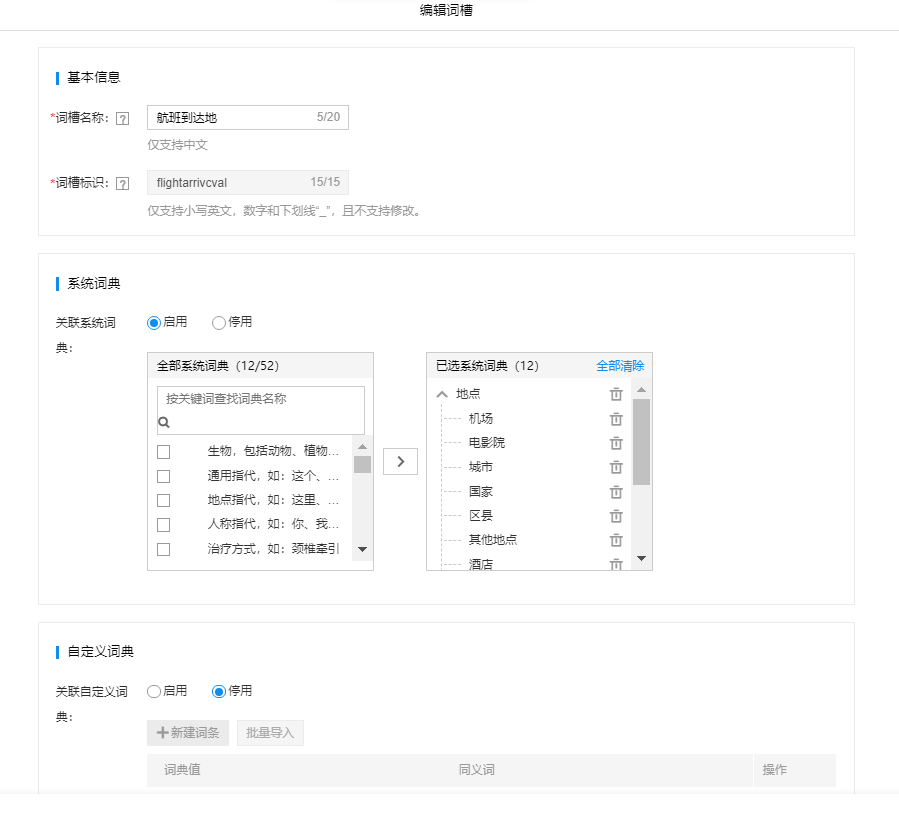 编辑词槽
基本信息
*词槽名称： ? 航班到达地 5/20
仅支持中文
*词槽标识： ? flightarrivcval 15/15
仅支持小写英文，数字和下划线“_”，且不支持修改。
系统词典
关联系统词典： 启用 停用
全部系统词典（12/52）
按关键词查找词典名称
生物，包括动物、植物...
通用指代，如：这个、...
地点指代，如：这里、...
人称指代，如：你、我...
治疗方式，如：颈椎牵引
已选系统词典（12） 全部清除
地点
机场
电影院
城市
国家
区县
其他地点
酒店
自定义词典
关联自定义词典： 启用 停用
新建词条 批量导入
词典值 同义词 操作